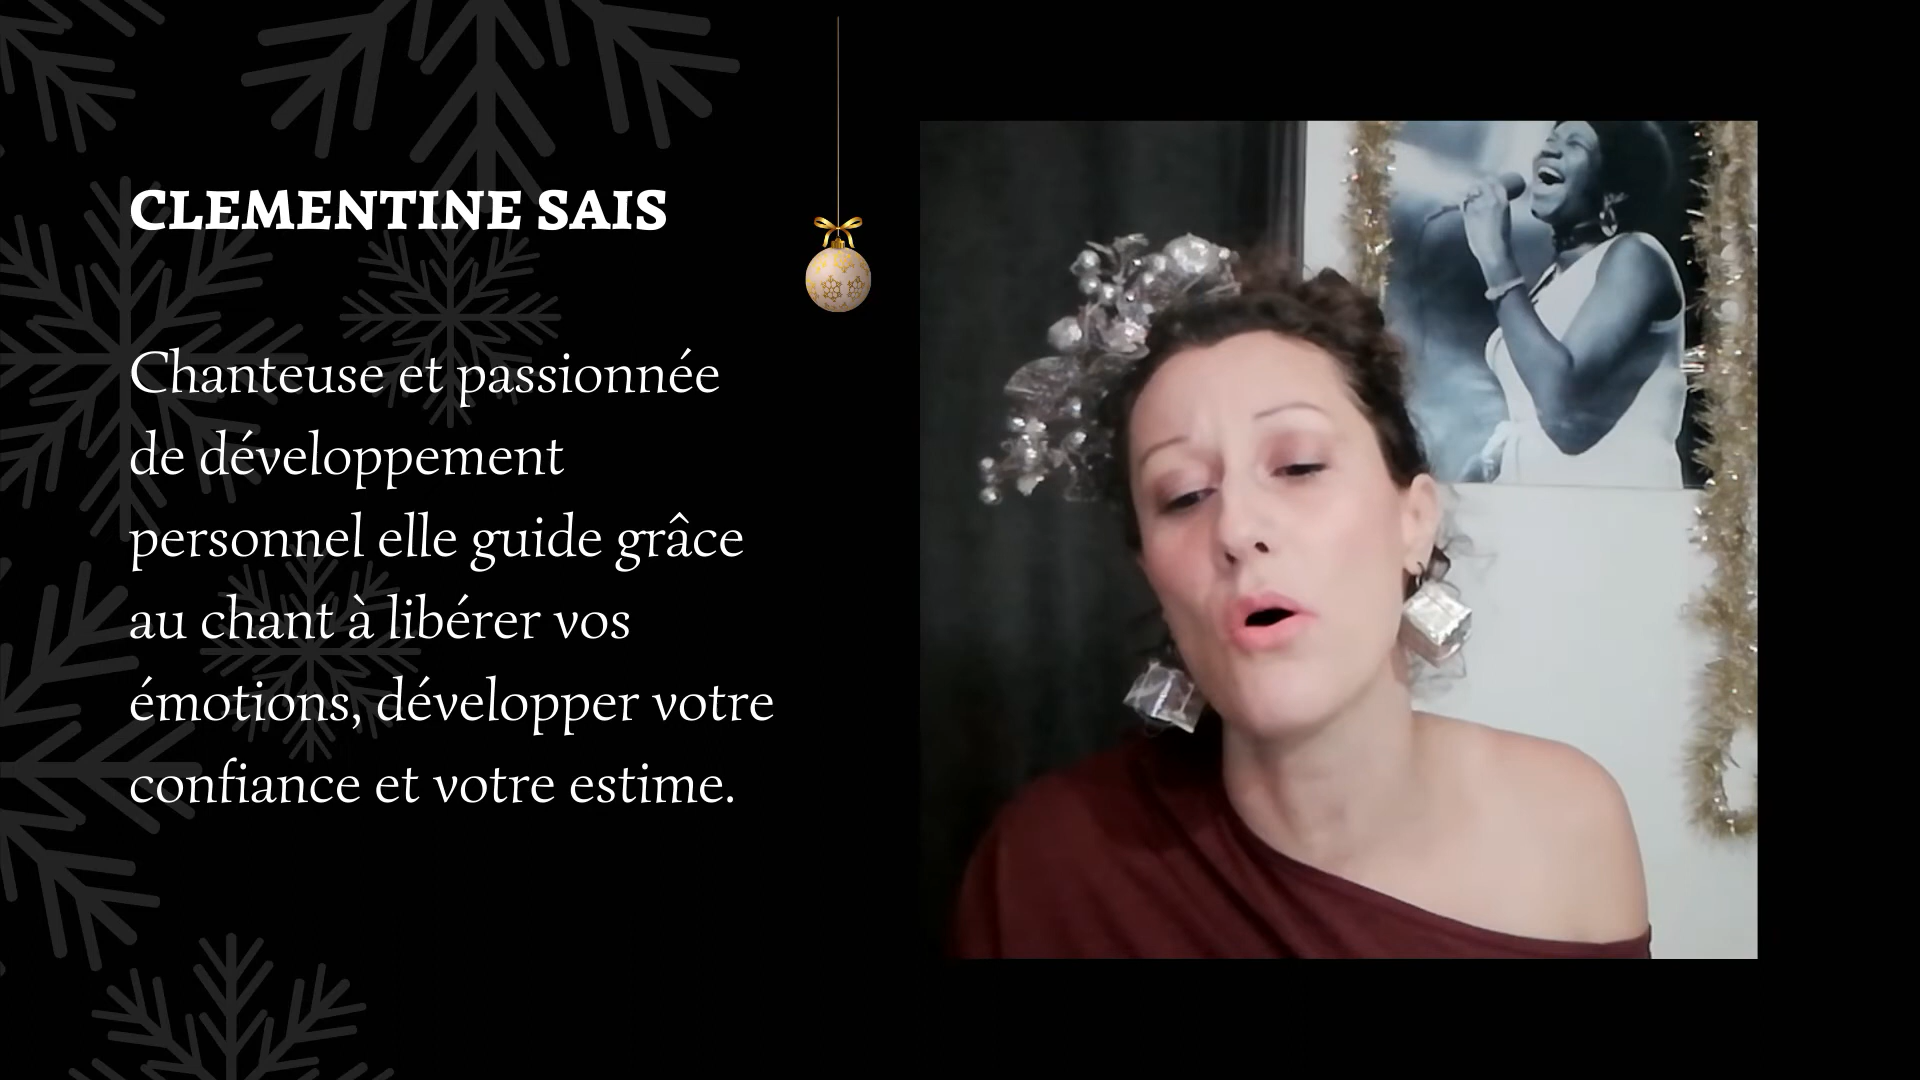 CLEMENTINE SAIS
Chanteuse et passionnée
de développement
personnel elle guide grâce
au chant à libérer vos
émotions, développer votre
confiance et votre estime.